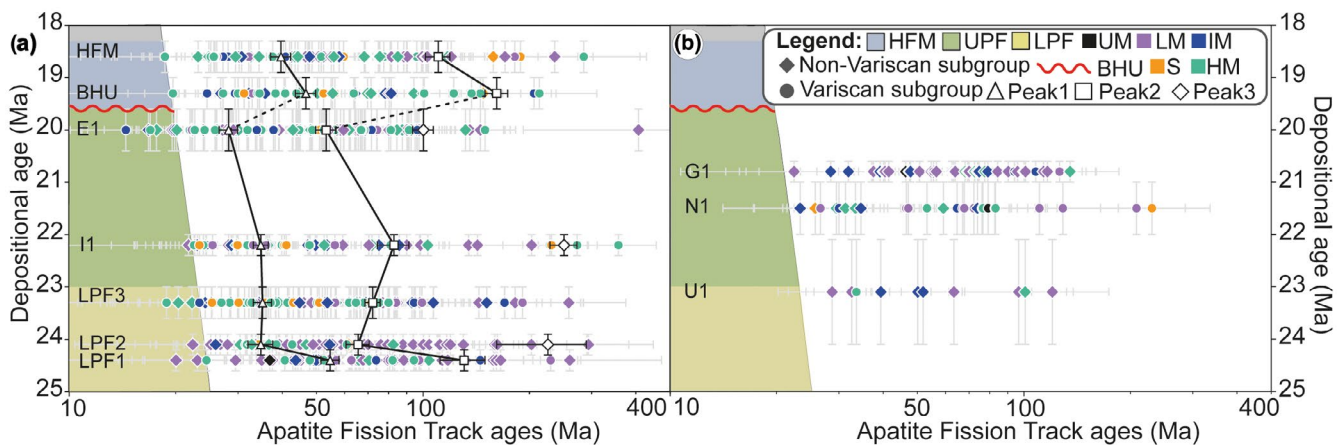 (a)
Depositional age (Ma)
18
19
20
21
22
23
24
25
HFM
BHU
E1
I1
LPF3
LPF2
LPF1
10
50
100
400
Apatite Fission Track ages (Ma)
(b)
Legend: HFM UPF LPF UM LM IM
Non-Variscan subgroup BHU S HM
Variscan subgroup Peak1 Peak2 Peak3
G1
N1
U1
18
19
20
21
22
23
24
25
Depositional age (Ma)
10
50
100
400
Apatite Fission Track ages (Ma)